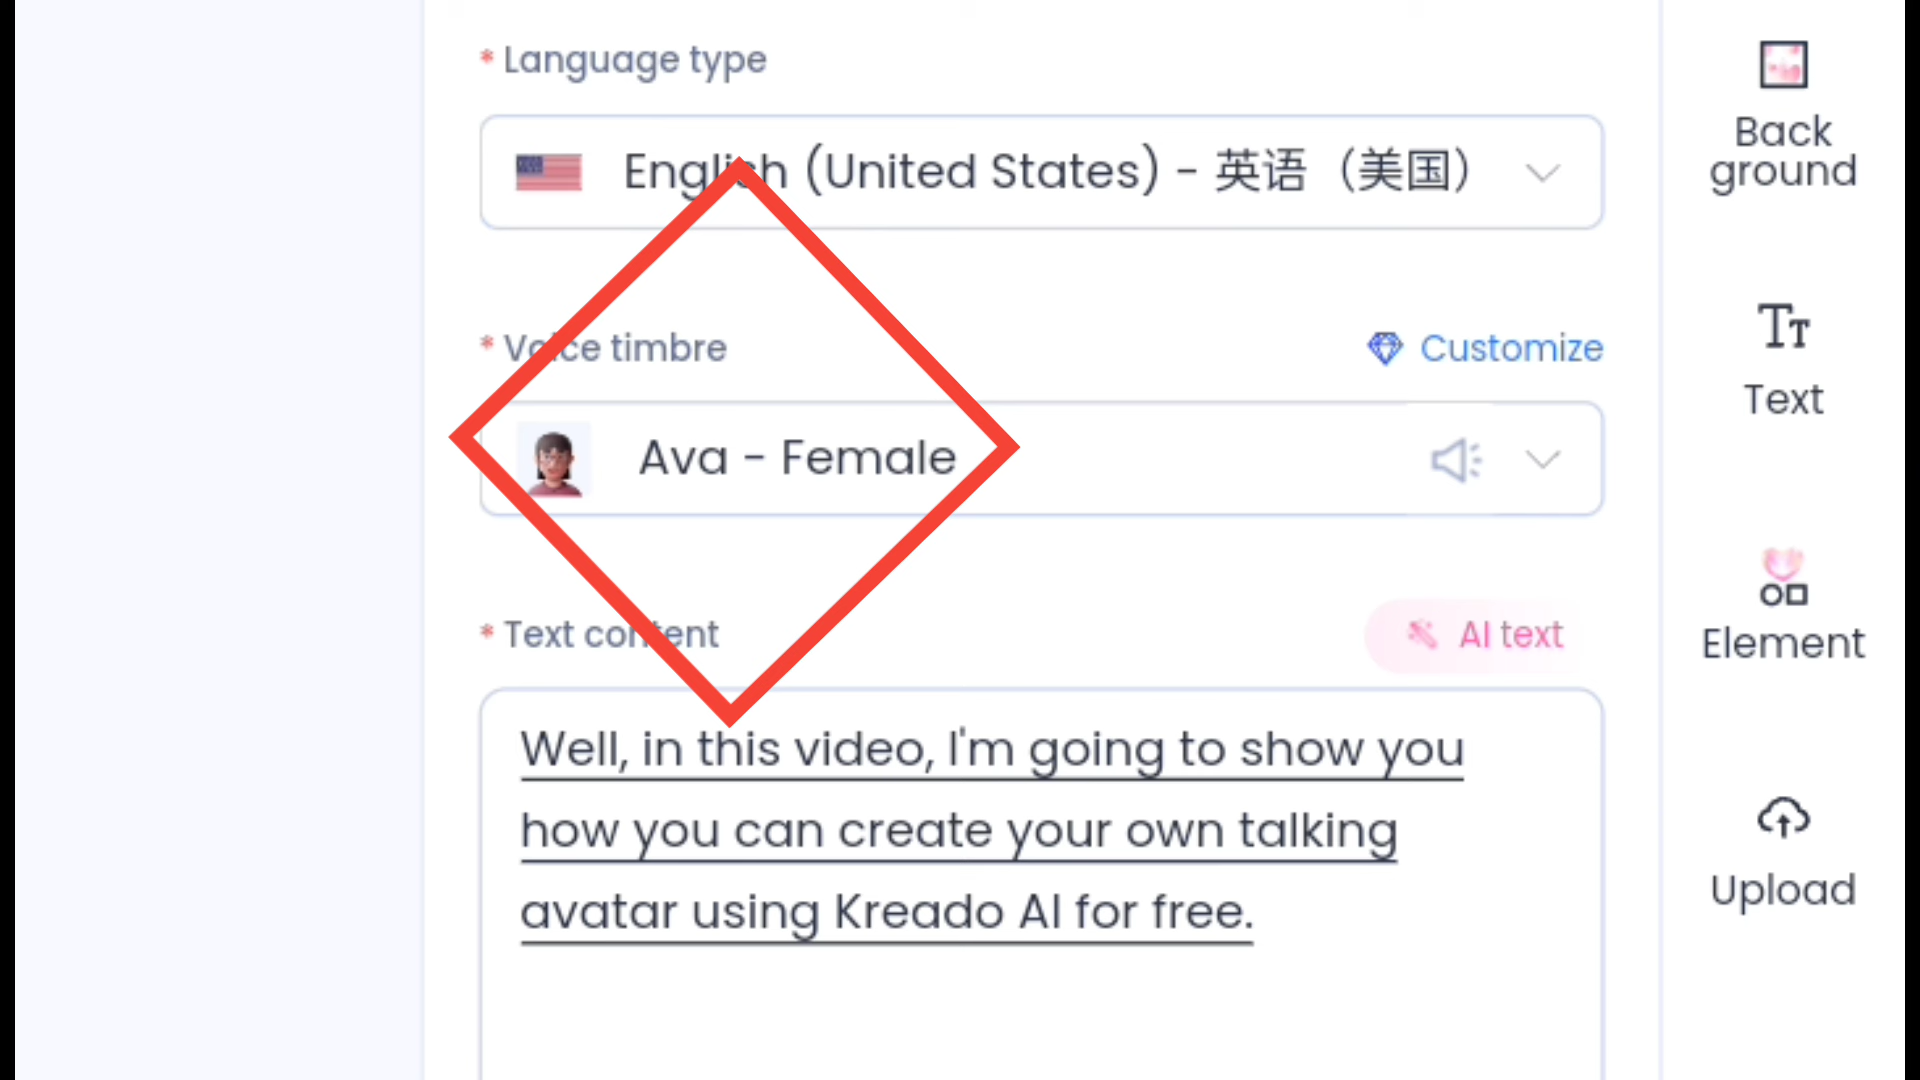 * Language type
English (United States) - 英语（美国）
* Voice timbre
Customize
Ava - Female
* Text content
AI text
Well, in this video, I'm going to show you
how you can create your own talking
avatar using Kreado AI for free.
Back
ground
Text
Element
Upload